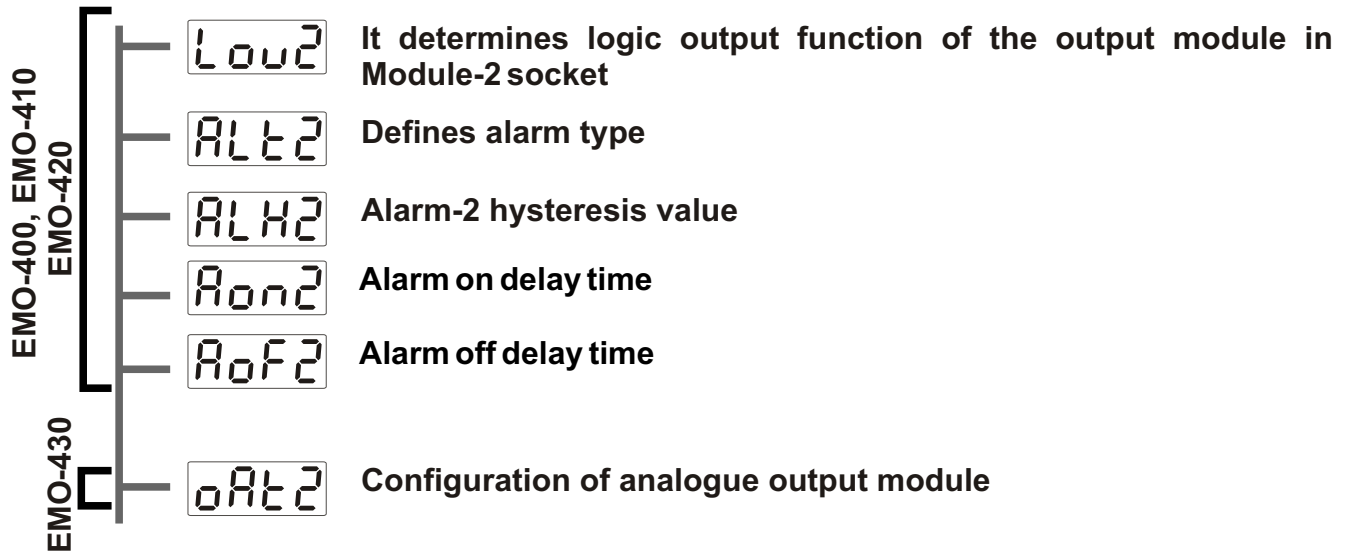 EMO-400, EMO-410
EMO-420
Lou2
It determines logic output function of the output module in
Module-2 socket
ALt2
Defines alarm type
ALH2
Alarm-2 hysteresis value
Aon2
Alarm on delay time
AoF2
Alarm off delay time
EMO-430
oAt2
Configuration of analogue output module